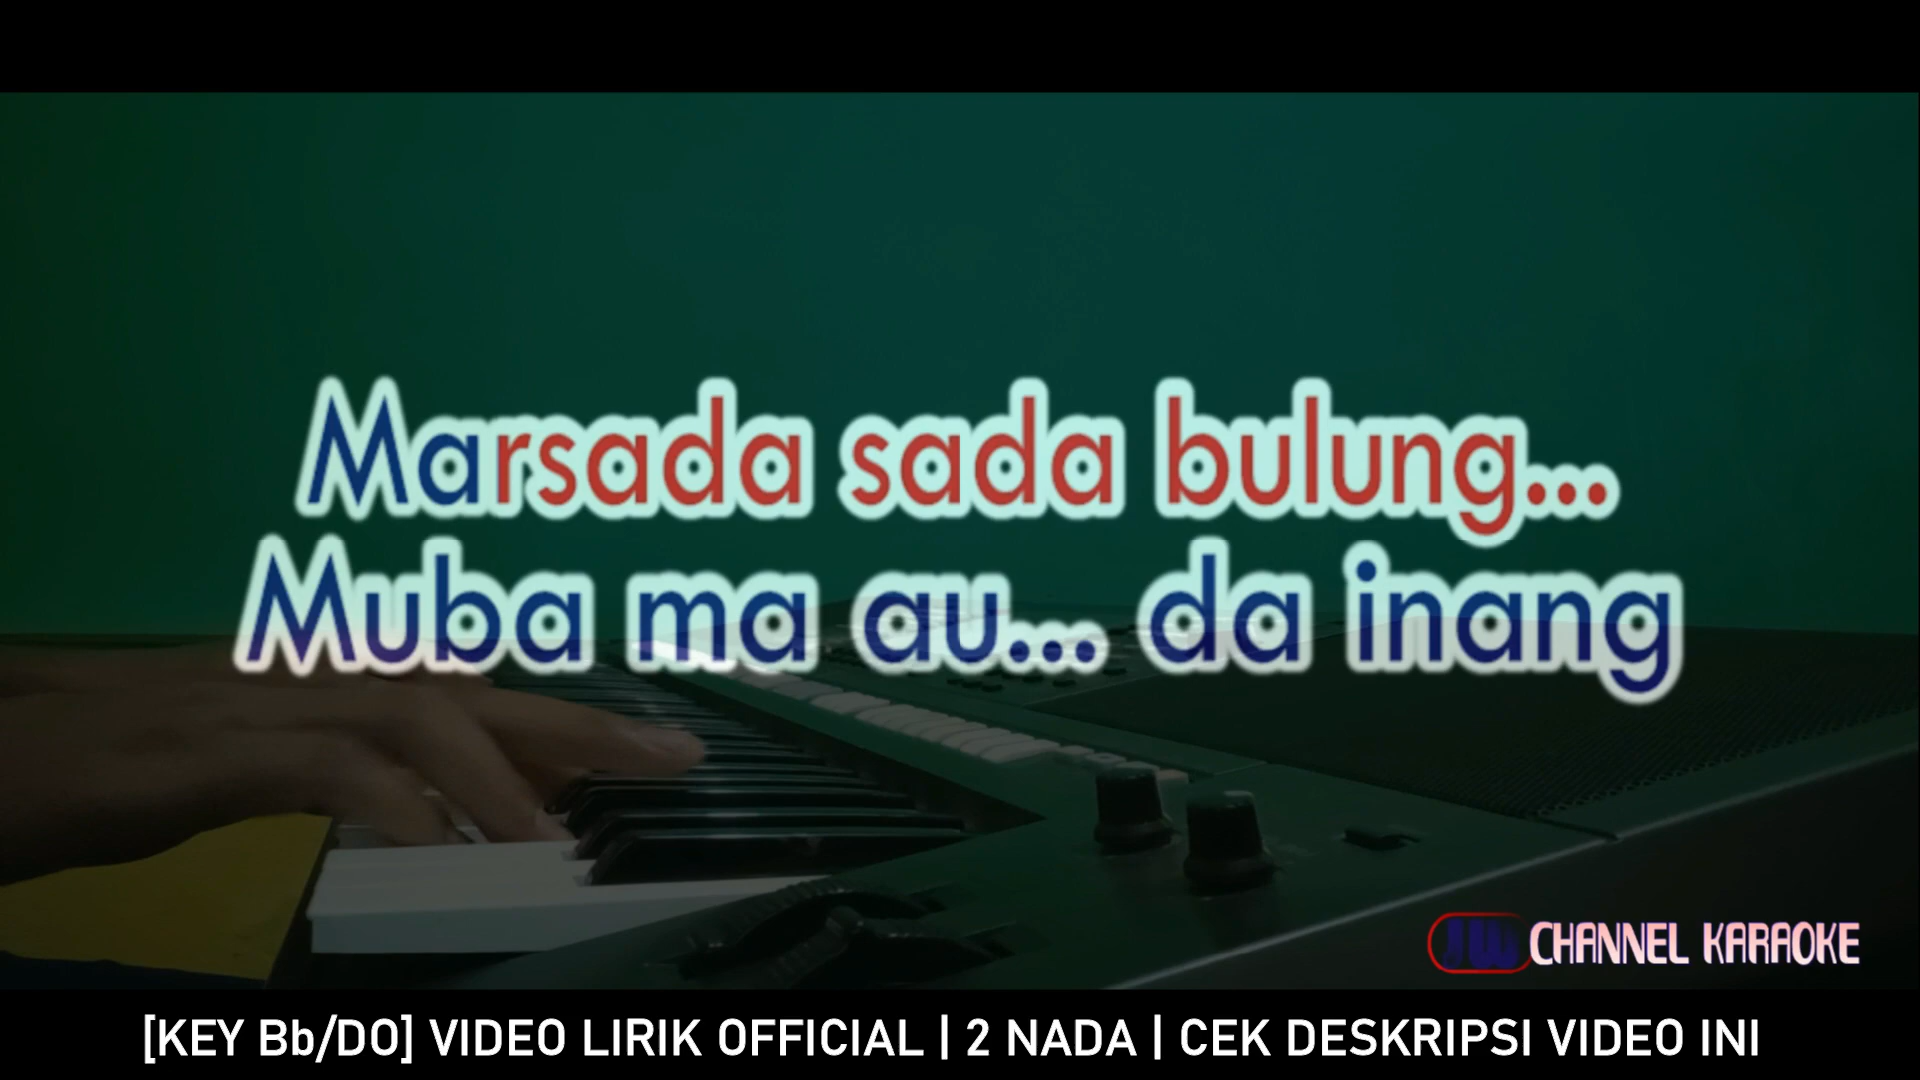 Marsada sada bulung...
Muba ma au... da inang
JW CHANNEL KARAOKE
[KEY Bb/DO] VIDEO LIRIK OFFICIAL | 2 NADA | CEK DESKRIPSI VIDEO INI